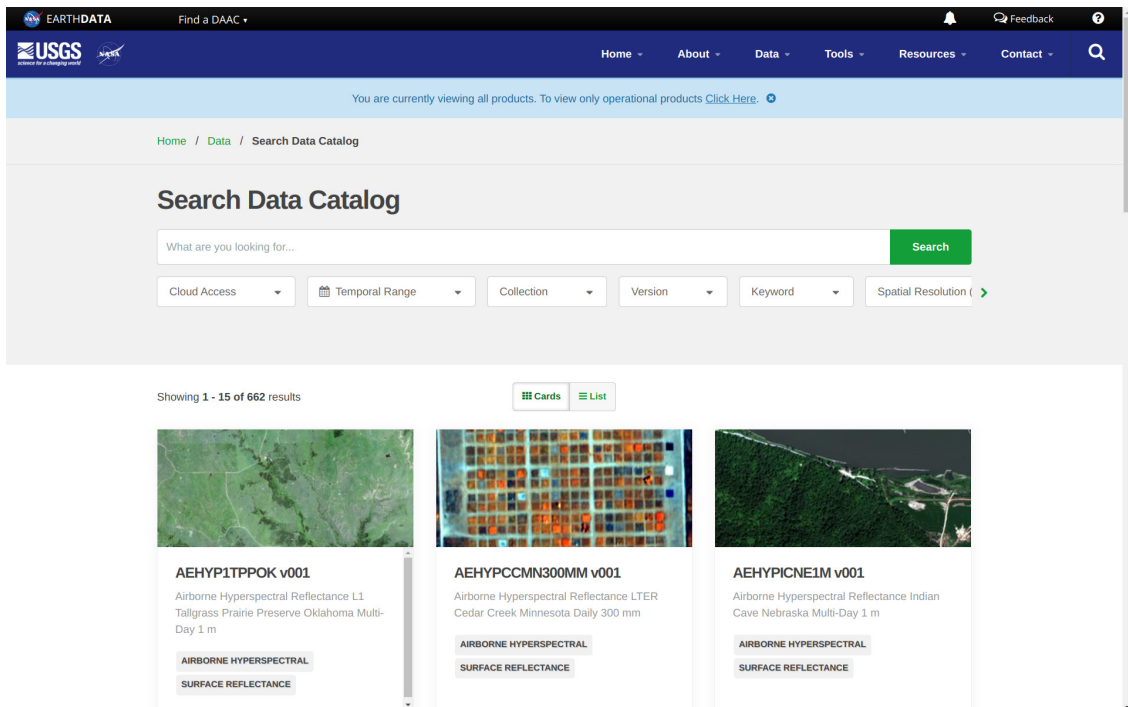 EARTHDATA Find a DAAC Feedback
USGS
science for a changing world
NASA
Home About Data Tools Resources Contact
You are currently viewing all products. To view only operational products Click Here.
Home / Data / Search Data Catalog
Search Data Catalog
What are you looking for... Search
Cloud Access Temporal Range Collection Version Keyword Spatial Resolution (
Showing 1 - 15 of 662 results Cards List
AEHYP1TPPOK v001
Airborne Hyperspectral Reflectance L1
Tallgrass Prairie Preserve Oklahoma Multi-
Day 1 m
AIRBORNE HYPERSPECTRAL
SURFACE REFLECTANCE
AEHYPCCMN300MM v001
Airborne Hyperspectral Reflectance LTER
Cedar Creek Minnesota Daily 300 mm
AIRBORNE HYPERSPECTRAL
SURFACE REFLECTANCE
AEHYPICNE1M v001
Airborne Hyperspectral Reflectance Indian
Cave Nebraska Multi-Day 1 m
AIRBORNE HYPERSPECTRAL
SURFACE REFLECTANCE